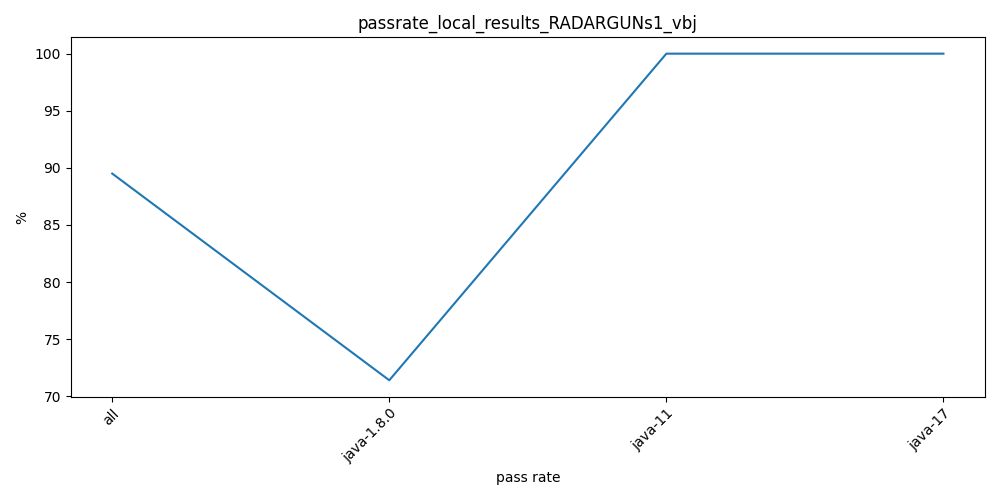 passrate_local_results_RADARGUNs1_vbj
100
95
90
85
80
75
70
%
all
java-1.8.0
java-11
java-17
pass rate